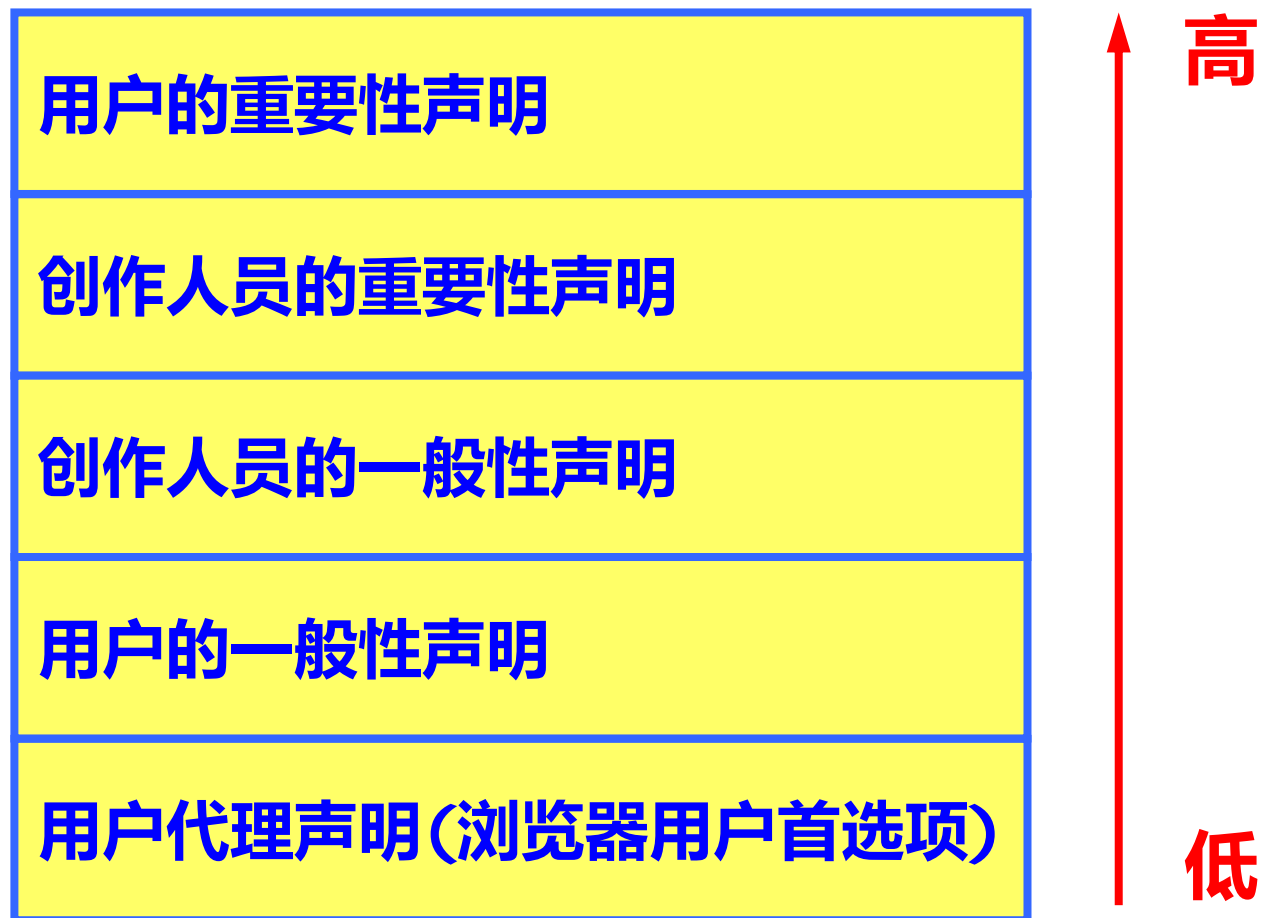 高
用户的重要性声明
创作人员的重要性声明
创作人员的一般性声明
用户的一般性声明
用户代理声明(浏览器用户首选项)
低